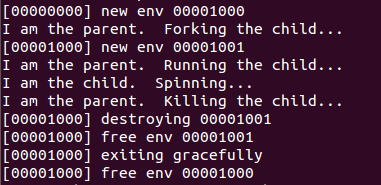 [00000000] new env 00001000
I am the parent.  Forking the child...
[00001000] new env 00001001
I am the parent.  Running the child...
I am the child.  Spinning...
I am the parent.  Killing the child...
[00001000] destroying 00001001
[00001000] free env 00001001
[00001000] exiting gracefully
[00001000] free env 00001000